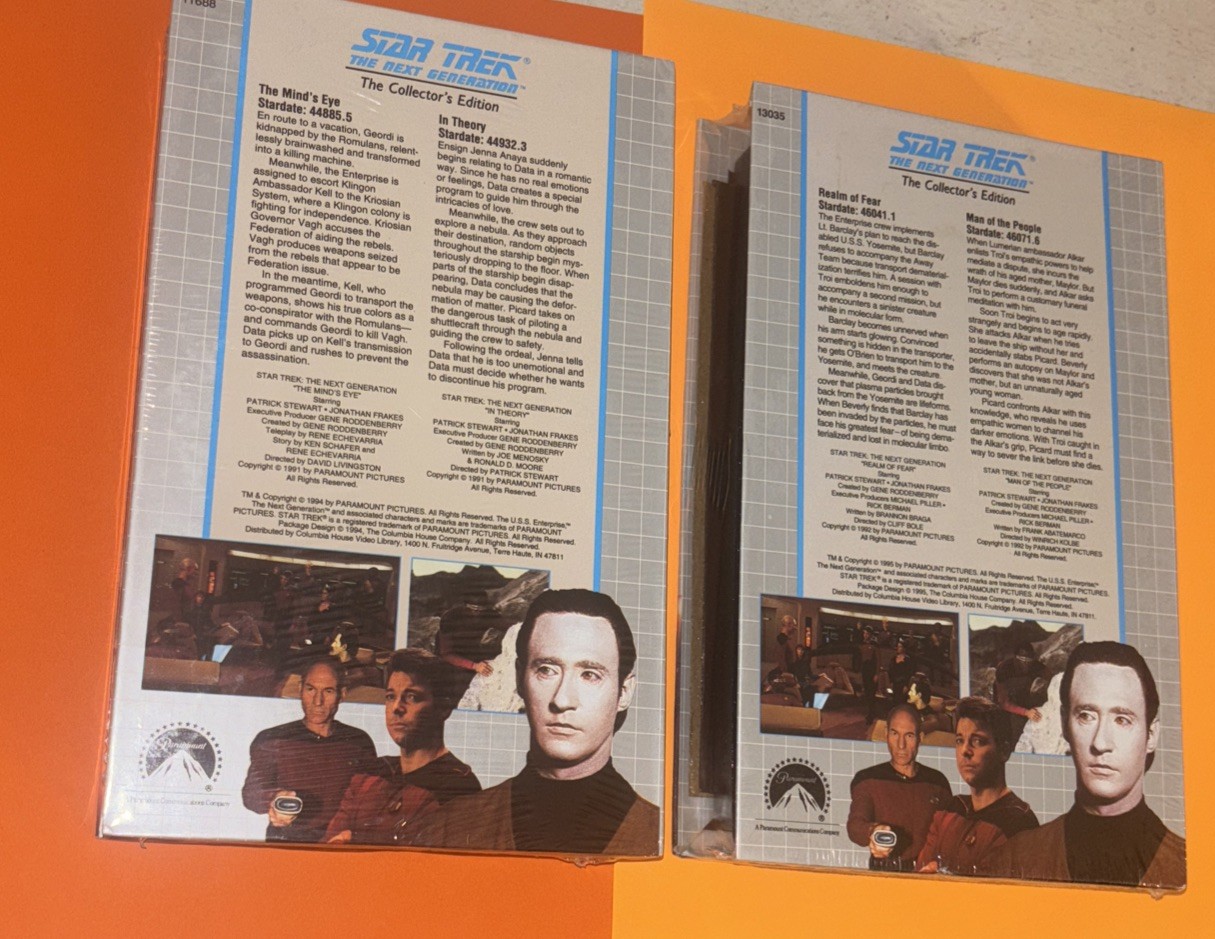 11688
STAR TREK®
THE NEXT GENERATION™
The Collector's Edition
The Mind's Eye
Stardate: 44885.5
En route to a vacation, Geordi is
kidnapped by the Romulans, relent-
lessly brainwashed and transformed
into a killing machine.
Meanwhile, the Enterprise is
assigned to escort Klingon
Ambassador Kell to the Kriosian
System, where a Klingon colony is
fighting for independence. Kriosian
Governor Vagh accuses the
Federation of aiding the rebels.
Vagh produces weapons seized
from the rebels that appear to be
Federation issue.
In the meantime, Kell, who
programmed Geordi to transport the
weapons, shows his true colors as a
co-conspirator with the Romulans—
and commands Geordi to kill Vagh.
Data picks up on Kell's transmission
to Geordi and rushes to prevent the
assassination.
STAR TREK: THE NEXT GENERATION
"THE MIND'S EYE"
Starring
PATRICK STEWART • JONATHAN FRAKES
Executive Producer GENE RODDENBERRY
Created by GENE RODDENBERRY
Teleplay by RENE ECHEVARRIA
Story by KEN SCHAFER and
RENE ECHEVARRIA
Directed by DAVID LIVINGSTON
Copyright © 1991 by PARAMOUNT PICTURES
All Rights Reserved.
In Theory
Stardate: 44932.3
Ensign Jenna Anaya suddenly
begins relating to Data in a romantic
way. Since he has no real emotions
or feelings, Data creates a special
program to guide him through the
intricacies of love.
Meanwhile, the crew sets out to
explore a nebula. As they approach
their destination, random objects
throughout the starship begin mys-
teriously dropping to the floor. When
parts of the starship begin disap-
pearing, Data concludes that the
nebula may be causing the defor-
mation of matter. Picard takes on
the dangerous task of piloting a
shuttlecraft through the nebula and
guiding the crew to safety.
Following the ordeal, Jenna tells
Data that he is too unemotional and
Data must decide whether he wants
to discontinue his program.
STAR TREK: THE NEXT GENERATION
"IN THEORY"
Starring
PATRICK STEWART • JONATHAN FRAKES
Executive Producer GENE RODDENBERRY
Created by GENE RODDENBERRY
Written by JOE MENOSKY
& RONALD D. MOORE
Directed by PATRICK STEWART
Copyright © 1991 by PARAMOUNT PICTURES
All Rights Reserved.
TM & Copyright © 1994 by PARAMOUNT PICTURES. All Rights Reserved. The U.S.S. Enterprise,™
The Next Generation™ and associated characters and marks are trademarks of PARAMOUNT
PICTURES. STAR TREK® is a registered trademark of PARAMOUNT PICTURES. All Rights Reserved.
Package Design © 1994, The Columbia House Company. All Rights Reserved.
Distributed by Columbia House Video Library, 1400 N. Fruitridge Avenue, Terre Haute, IN 47811
Paramount
®
A Paramount Communications Company
13035
STAR TREK®
THE NEXT GENERATION™
The Collector's Edition
Realm of Fear
Stardate: 46041.1
The Enterprise crew implements
Lt. Barclay's plan to reach the dis-
abled U.S.S. Yosemite, but Barclay
refuses to accompany the Away
Team because transport dematerial-
ization terrifies him. A session with
Troi emboldens him enough to
accompany a second mission, but
he encounters a sinister creature
while in molecular form.
Barclay becomes unnerved when
his arm starts glowing. Convinced
something is hidden in the transporter,
he gets O'Brien to transport him to the
Yosemite, and meets the creature.
Meanwhile, Geordi and Data dis-
cover that plasma particles brought
back from the Yosemite are lifeforms.
When Beverly finds that Barclay has
been invaded by the particles, he must
face his greatest fear – of being dema-
terialized and lost in molecular limbo.
STAR TREK: THE NEXT GENERATION
"REALM OF FEAR"
Starring
PATRICK STEWART • JONATHAN FRAKES
Created by GENE RODDENBERRY
Executive Producers MICHAEL PILLER •
RICK BERMAN
Written by BRANNON BRAGA
Directed by CLIFF BOLE
Copyright © 1992 by PARAMOUNT PICTURES
All Rights Reserved.
Man of the People
Stardate: 46071.6
When Lumerian ambassador Alkar
enlists Troi's empathic powers to help
mediate a dispute, she incurs the
wrath of his aged mother, Maylor. But
Maylor dies suddenly, and Alkar asks
Troi to perform a customary funeral
meditation with him.
Soon Troi begins to act very
strangely and begins to age rapidly.
She attacks Alkar when he tries
to leave the ship without her and
accidentally stabs Picard. Beverly
performs an autopsy on Maylor and
discovers that she was not Alkar's
mother, but an unnaturally aged
young woman.
Picard confronts Alkar with this
knowledge, who reveals he uses
empathic women to channel his
darker emotions. With Troi caught in
the Alkar's grip, Picard must find a
way to sever the link before she dies.
STAR TREK: THE NEXT GENERATION
"MAN OF THE PEOPLE"
Starring
PATRICK STEWART • JONATHAN FRAKES
Created by GENE RODDENBERRY
Executive Producers MICHAEL PILLER •
RICK BERMAN
Written by FRANK ABATEMARCO
Directed by WINRICH KOLBE
Copyright © 1992 by PARAMOUNT PICTURES
All Rights Reserved.
TM & Copyright © 1995 by PARAMOUNT PICTURES. All Rights Reserved. The U.S.S. Enterprise™
The Next Generation™ and associated characters and marks are trademarks of PARAMOUNT PICTURES.
STAR TREK® is a registered trademark of PARAMOUNT PICTURES. All Rights Reserved.
Package Design © 1995, The Columbia House Company. All Rights Reserved.
Distributed by Columbia House Video Library, 1400 N. Fruitridge Avenue, Terra Haute, IN 47811.
Paramount
®
A Paramount Communications Company